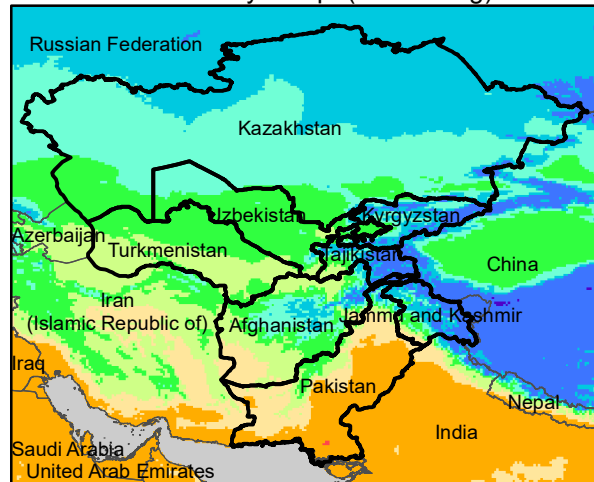 Russian Federation
Kazakhstan
Uzbekistan
Kyrgyzstan
Azerbaijan
Turkmenistan
Tajikistan
China
Iran
(Islamic Republic of)
Afghanistan
Jammu and Kashmir
Iraq
Pakistan
Nepal
India
Saudi Arabia
United Arab Emirates